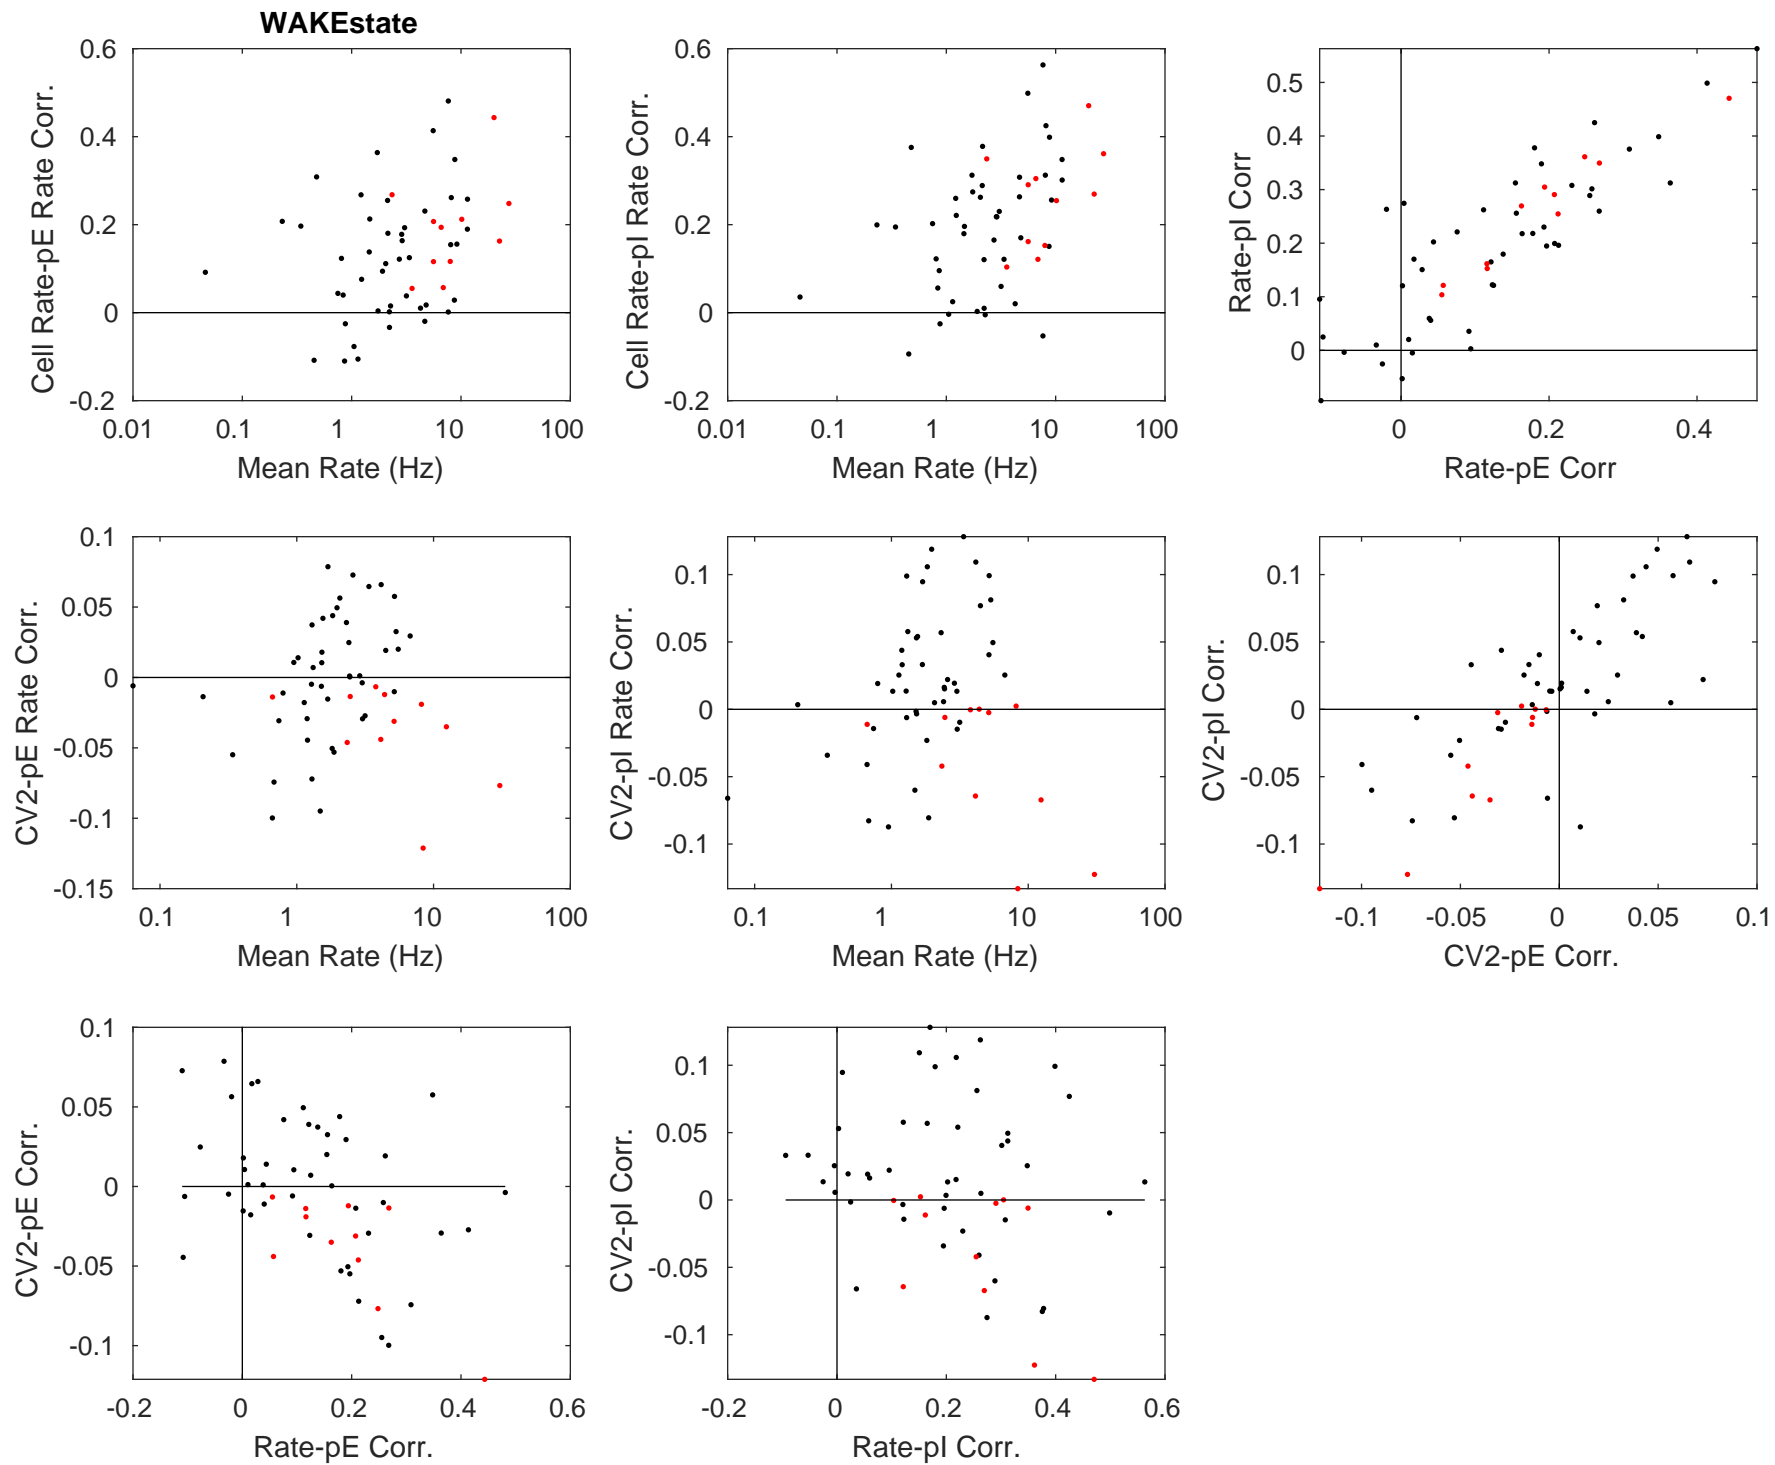 WAKEstate
0.6
0.4
0.2
0
-0.2
Cell Rate-pE Rate Corr.
0.01 0.1 1 10 100
Mean Rate (Hz)
0.6
0.4
0.2
0
-0.2
Cell Rate-pI Rate Corr.
0.01 0.1 1 10 100
Mean Rate (Hz)
0.5
0.4
0.3
0.2
0.1
0
Rate-pI Corr
0 0.2 0.4
Rate-pE Corr
0.1
0.05
0
-0.05
-0.1
-0.15
CV2-pE Rate Corr.
0.1 1 10 100
Mean Rate (Hz)
0.1
0.05
0
-0.05
-0.1
CV2-pI Rate Corr.
0.1 1 10 100
Mean Rate (Hz)
0.1
0.05
0
-0.05
-0.1
CV2-pI Corr.
-0.1 -0.05 0 0.05 0.1
CV2-pE Corr.
0.1
0.05
0
-0.05
-0.1
CV2-pE Corr.
-0.2 0 0.2 0.4 0.6
Rate-pE Corr.
0.1
0.05
0
-0.05
-0.1
CV2-pI Corr.
-0.2 0 0.2 0.4 0.6
Rate-pI Corr.